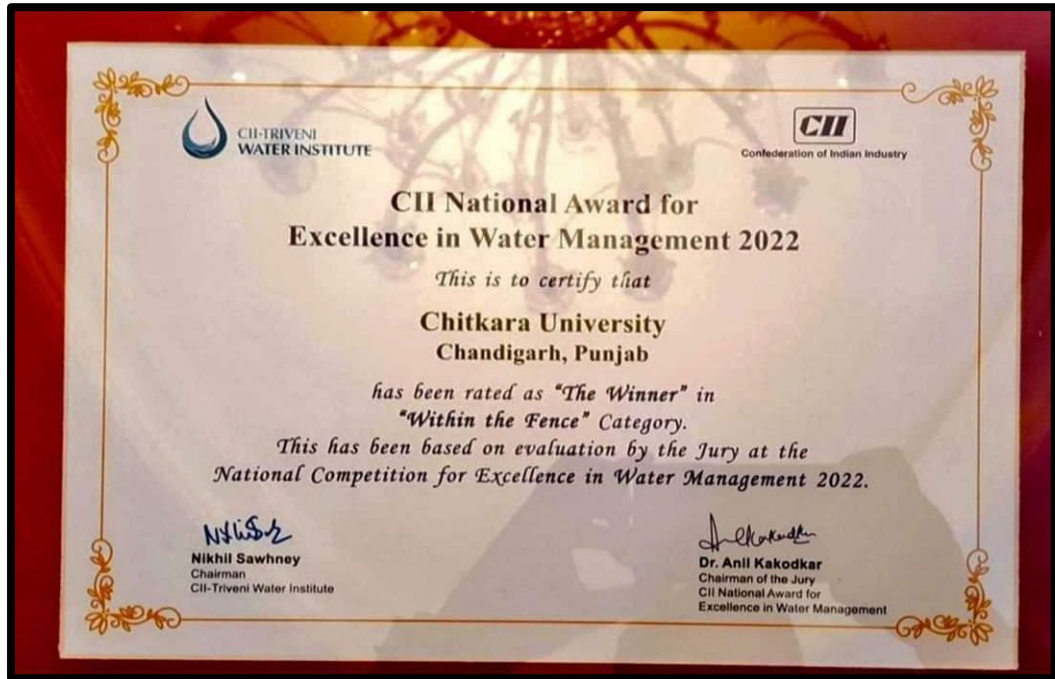 CII-TRIVENI
WATER INSTITUTE
CII
Confederation of Indian Industry
CII National Award for
Excellence in Water Management 2022
This is to certify that
Chitkara University
Chandigarh, Punjab
has been rated as "The Winner" in
"Within the Fence" Category.
This has been based on evaluation by the Jury at the
National Competition for Excellence in Water Management 2022.
Nikhil Sawhney
Chairman
CII-Triveni Water Institute
Dr. Anil Kakodkar
Chairman of the Jury
CII National Award for
Excellence in Water Management